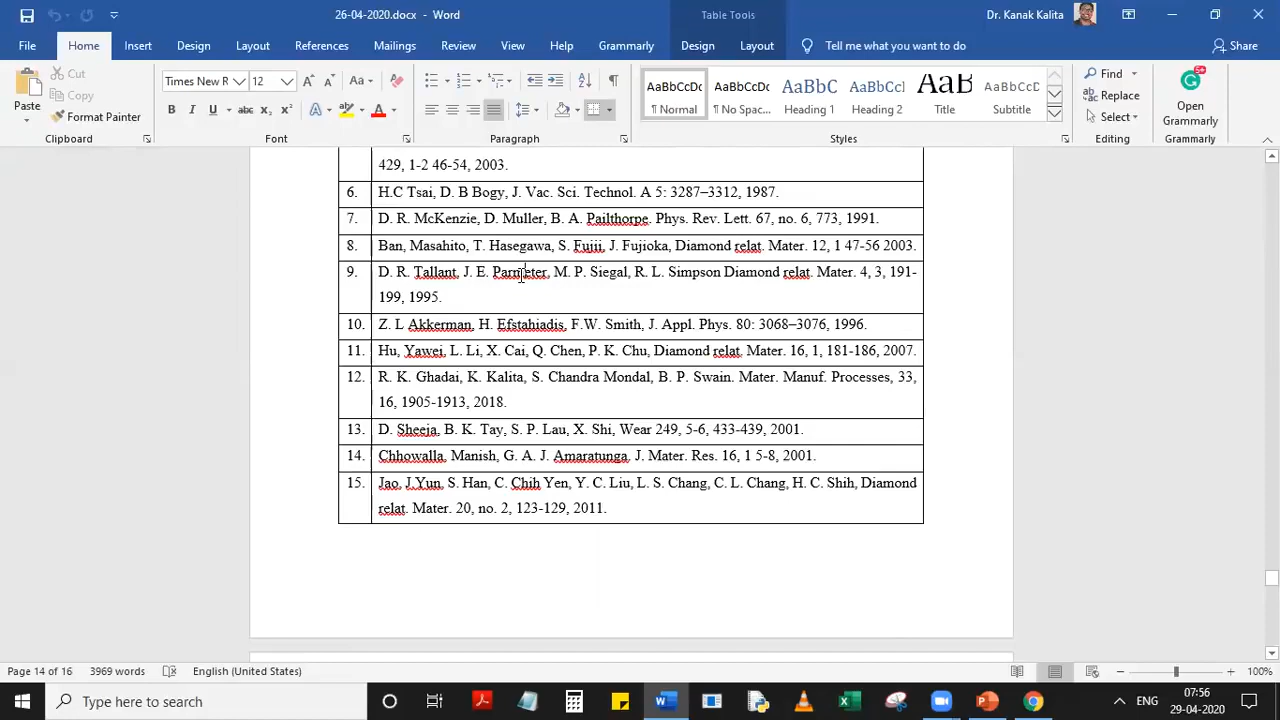 26-04-2020.docx - Word
Table Tools
Dr. Kanak Kalita
File Home Insert Design Layout References Mailings Review View Help Grammarly Design Layout Tell me what you want to do Share
Cut
Copy
Format Painter
Paste
Clipboard
Times New R 12
Font
Paragraph
AaBbCcDc ¶ Normal
AaBbCcDc ¶ No Spac...
AaBbC Heading 1
AaBbCcI Heading 2
AaB Title
AaBbCcD Subtitle
Styles
Find
Replace
Select
Editing
5+
Open Grammarly
Grammarly
429, 1-2 46-54, 2003.
6. H.C Tsai, D. B Bogy, J. Vac. Sci. Technol. A 5: 3287–3312, 1987.
7. D. R. McKenzie, D. Muller, B. A. Pailthorpe. Phys. Rev. Lett. 67, no. 6, 773, 1991.
8. Ban, Masahito, T. Hasegawa, S. Fujii, J. Fujioka, Diamond relat. Mater. 12, 1 47-56 2003.
9. D. R. Tallant, J. E. Parmeter, M. P. Siegal, R. L. Simpson Diamond relat. Mater. 4, 3, 191-
199, 1995.
10. Z. L Akkerman, H. Efstahiadis, F.W. Smith, J. Appl. Phys. 80: 3068–3076, 1996.
11. Hu, Yawei, L. Li, X. Cai, Q. Chen, P. K. Chu, Diamond relat. Mater. 16, 1, 181-186, 2007.
12. R. K. Ghadai, K. Kalita, S. Chandra Mondal, B. P. Swain. Mater. Manuf. Processes, 33,
16, 1905-1913, 2018.
13. D. Sheeja, B. K. Tay, S. P. Lau, X. Shi, Wear 249, 5-6, 433-439, 2001.
14. Chhowalla, Manish, G. A. J. Amaratunga, J. Mater. Res. 16, 1 5-8, 2001.
15. Jao, J.Yun, S. Han, C. Chih Yen, Y. C. Liu, L. S. Chang, C. L. Chang, H. C. Shih, Diamond
relat. Mater. 20, no. 2, 123-129, 2011.
Page 14 of 16 3969 words English (United States) 100%
Type here to search
ENG
07:56
29-04-2020